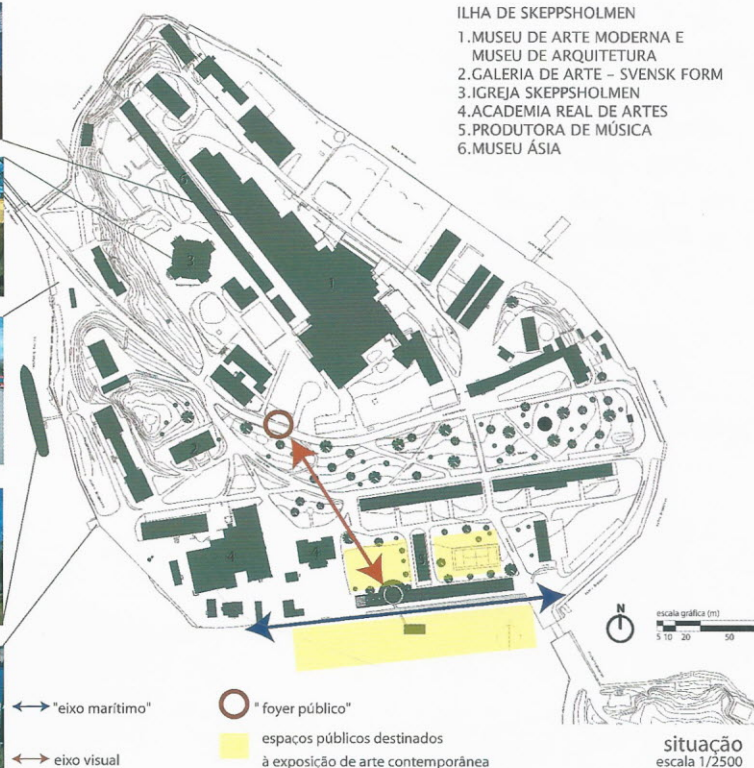 ILHA DE SKEPPSHOLMEN
1.MUSEU DE ARTE MODERNA E
MUSEU DE ARQUITETURA
2.GALERIA DE ARTE – SVENSK FORM
3.IGREJA SKEPPSHOLMEN
4.ACADEMIA REAL DE ARTES
5.PRODUTORA DE MÚSICA
6.MUSEU ÁSIA
6
3
1
2
4
4
5
N
escala gráfica (m)
5 10 20 50
"eixo marítimo"
" foyer público"
eixo visual
espaços públicos destinados
à exposição de arte contemporânea
situação
escala 1/2500